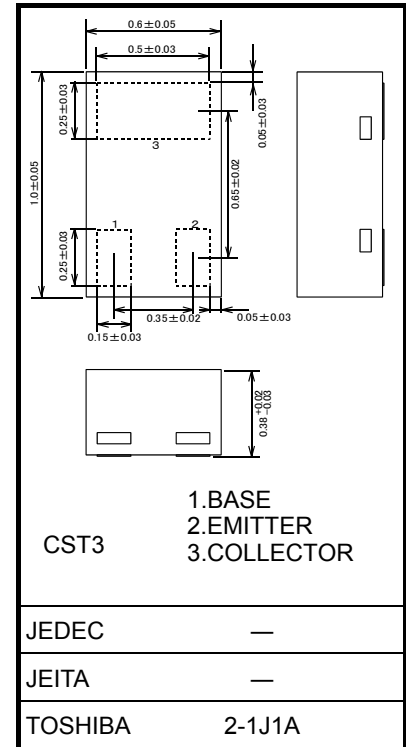 0.6±0.05
0.5±0.03
0.25±0.03
3
0.05±0.03
1.0±0.05
0.65±0.02
1
2
0.25±0.03
0.35±0.02
0.05±0.03
0.15±0.03
0.38 +0.02 -0.03
CST3
1.BASE
2.EMITTER
3.COLLECTOR
JEDEC —
JEITA —
TOSHIBA 2-1J1A